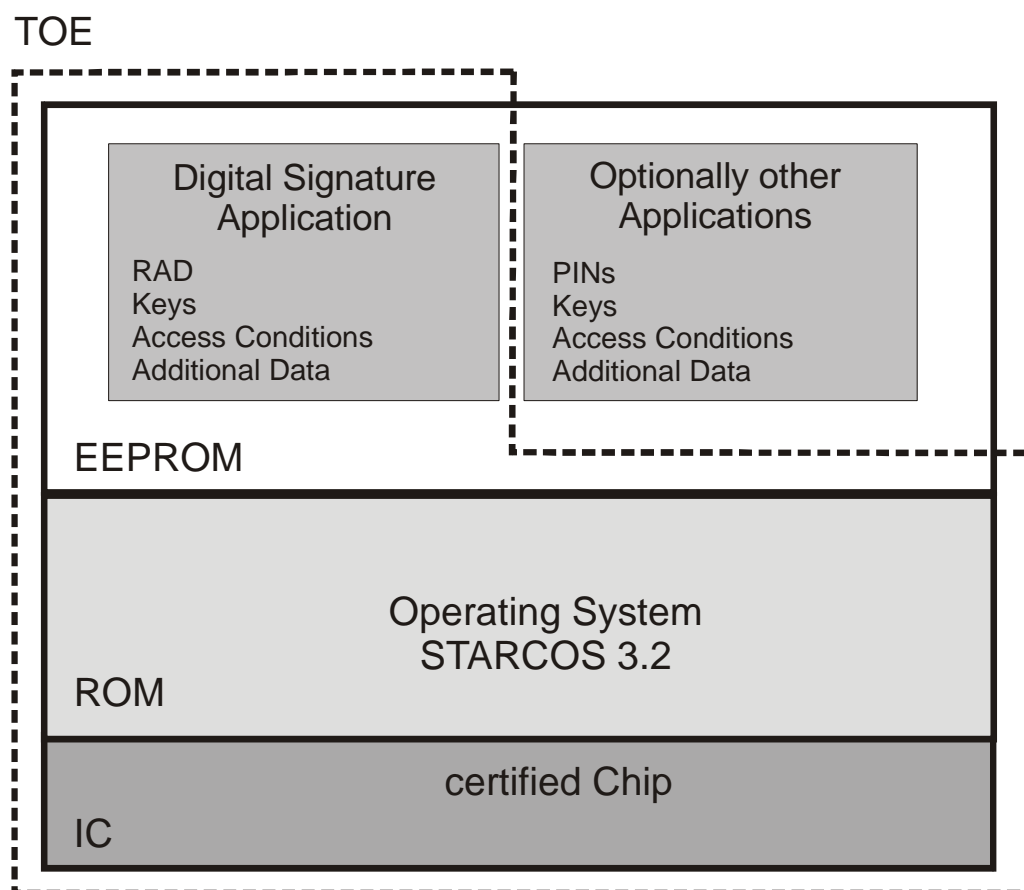 TOE
Digital Signature
Application
RAD
Keys
Access Conditions
Additional Data
Optionally other
Applications
PINs
Keys
Access Conditions
Additional Data
EEPROM
Operating System
STARCOS 3.2
ROM
certified Chip
IC